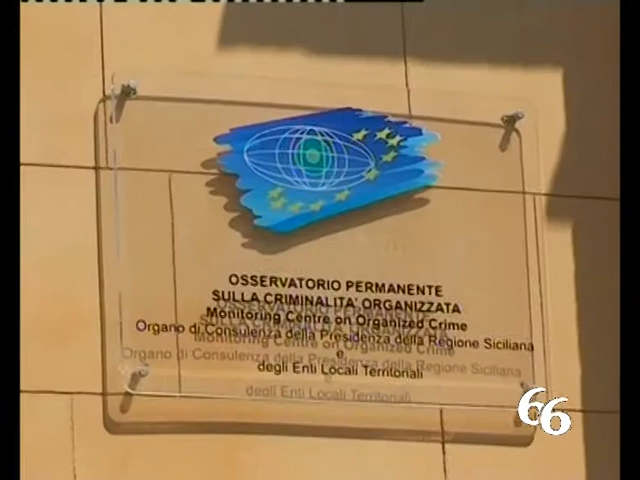 OSSERVATORIO PERMANENTE
SULLA CRIMINALITA' ORGANIZZATA
Monitoring Centre on Organized Crime
Organo di Consulenza della Presidenza della Regione Siciliana
e
degli Enti Locali Territoriali
66